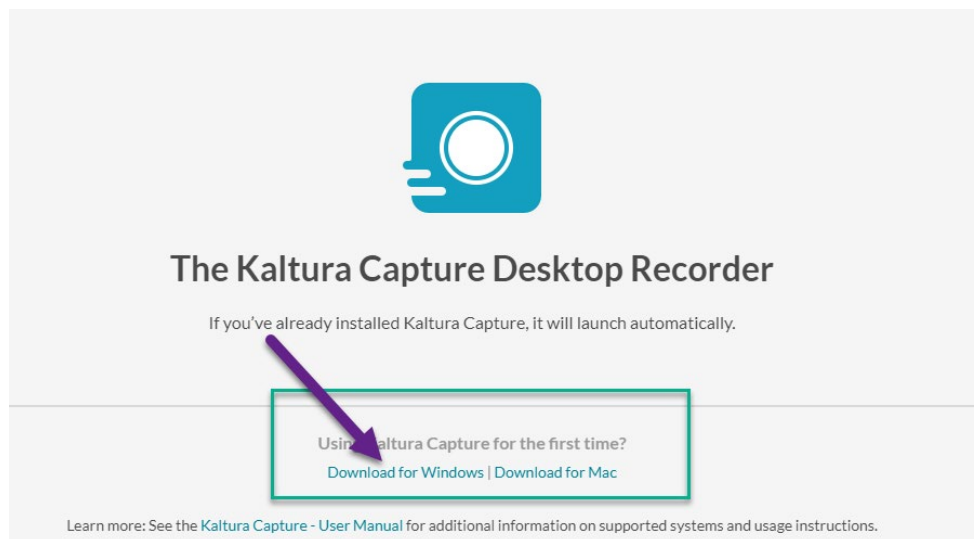 The Kaltura Capture Desktop Recorder
If you've already installed Kaltura Capture, it will launch automatically.
Using Kaltura Capture for the first time?
Download for Windows | Download for Mac
Learn more: See the Kaltura Capture - User Manual for additional information on supported systems and usage instructions.